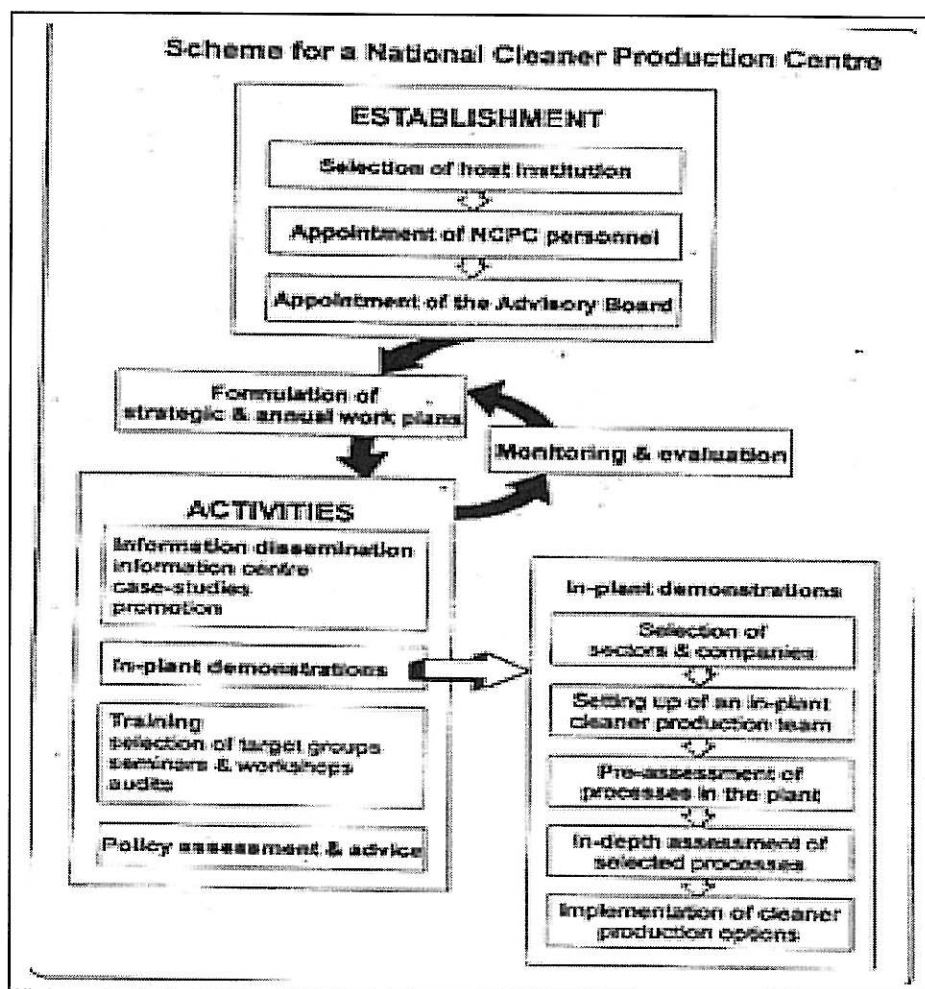 Scheme for a National Cleaner Production Centre
ESTABLISHMENT
Selection of host institution
Appointment of NCPC personnel
Appointment of the Advisory Board
Formulation of
strategic & annual work plans
Monitoring & evaluation
ACTIVITIES
Information dissemination
information centre
case-studies
promotion
In-plant demonstrations
Training
selection of target groups
seminars & workshops
audits
Policy assessment & advice
In-plant demonstrations
Selection of
sectors & companies
Setting up of an in-plant
cleaner production team
Pre-assessment of
processes in the plant
In-depth assessment of
selected processes
Implementation of cleaner
production options